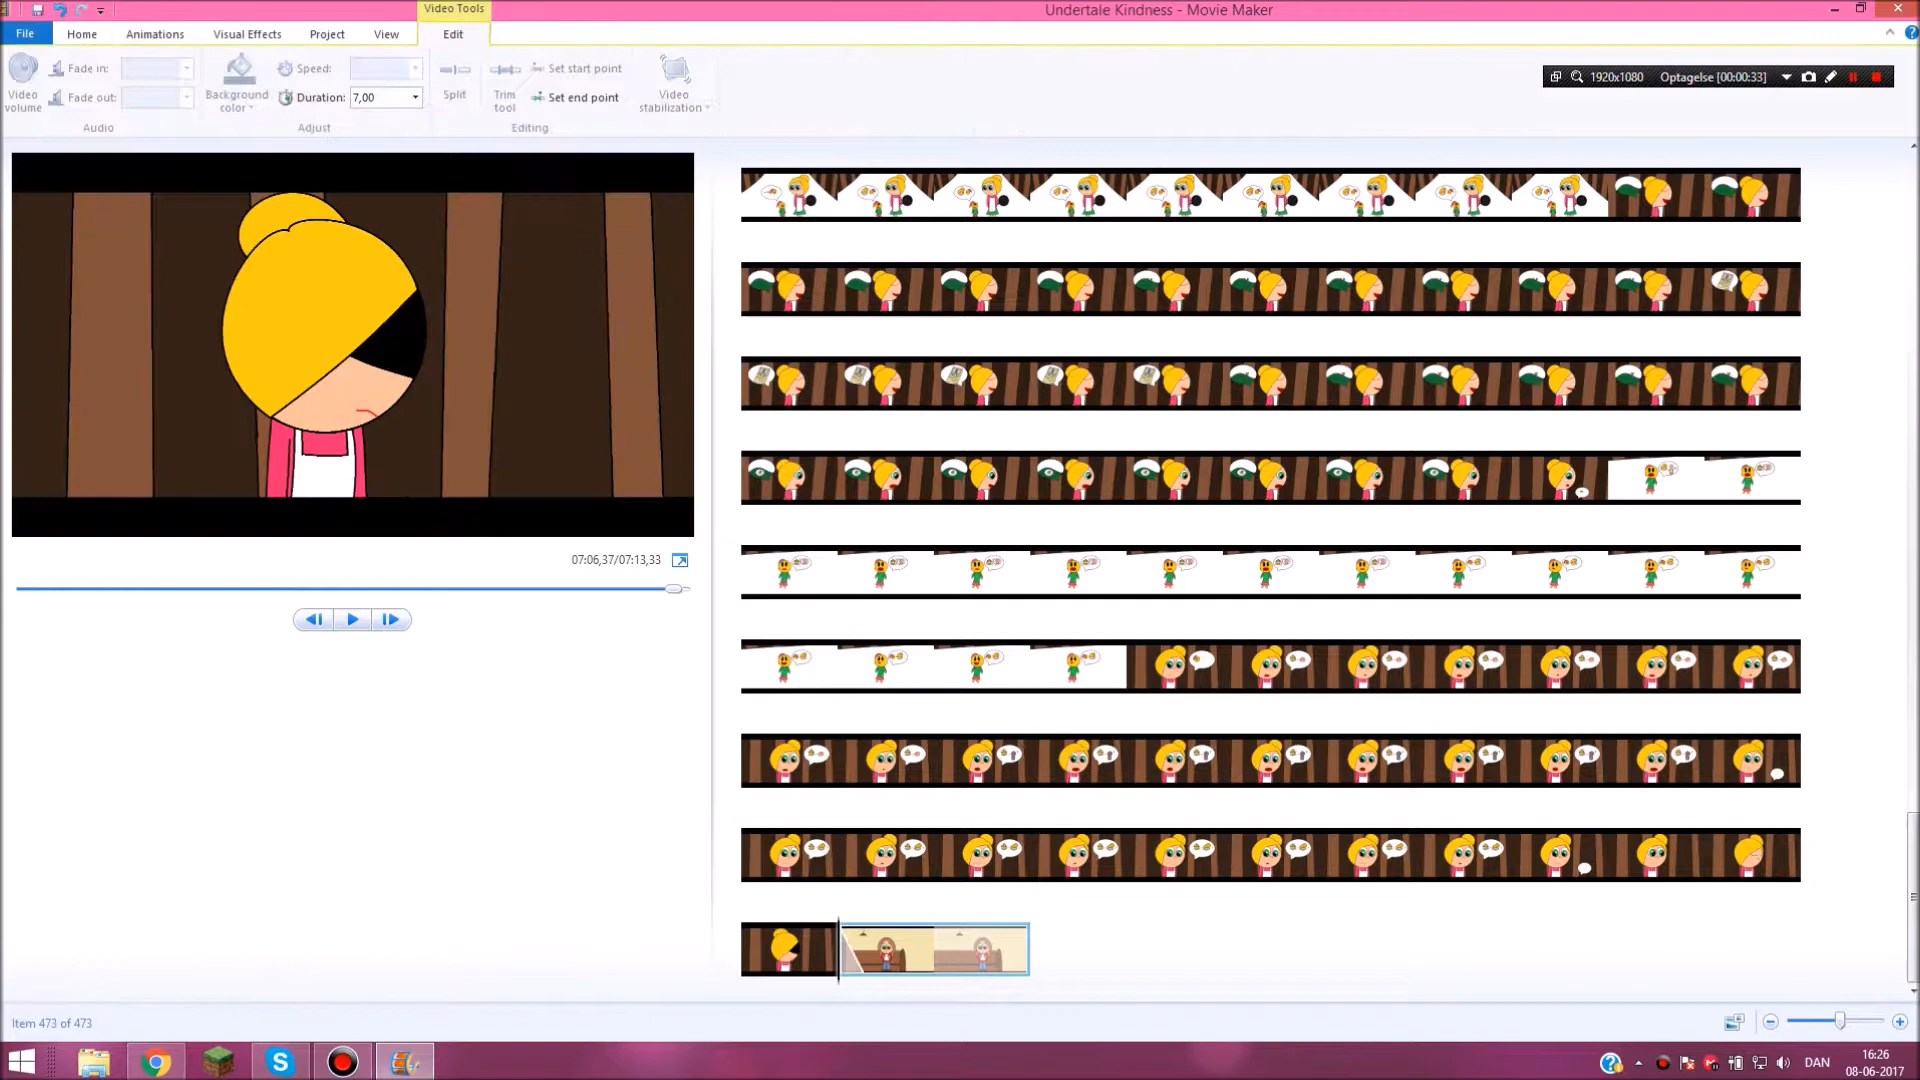 Video Tools
Undertale Kindness - Movie Maker
File
Home
Animations
Visual Effects
Project
View
Edit
Video volume
Fade in:
Fade out:
Audio
Background color
Speed:
Duration: 7,00
Adjust
Split
Trim tool
Set start point
Set end point
Editing
Video stabilization
1920x1080
Optagelse [00:00:33]
07:06,37/07:13,33
Item 473 of 473
DAN
16:26
08-06-2017